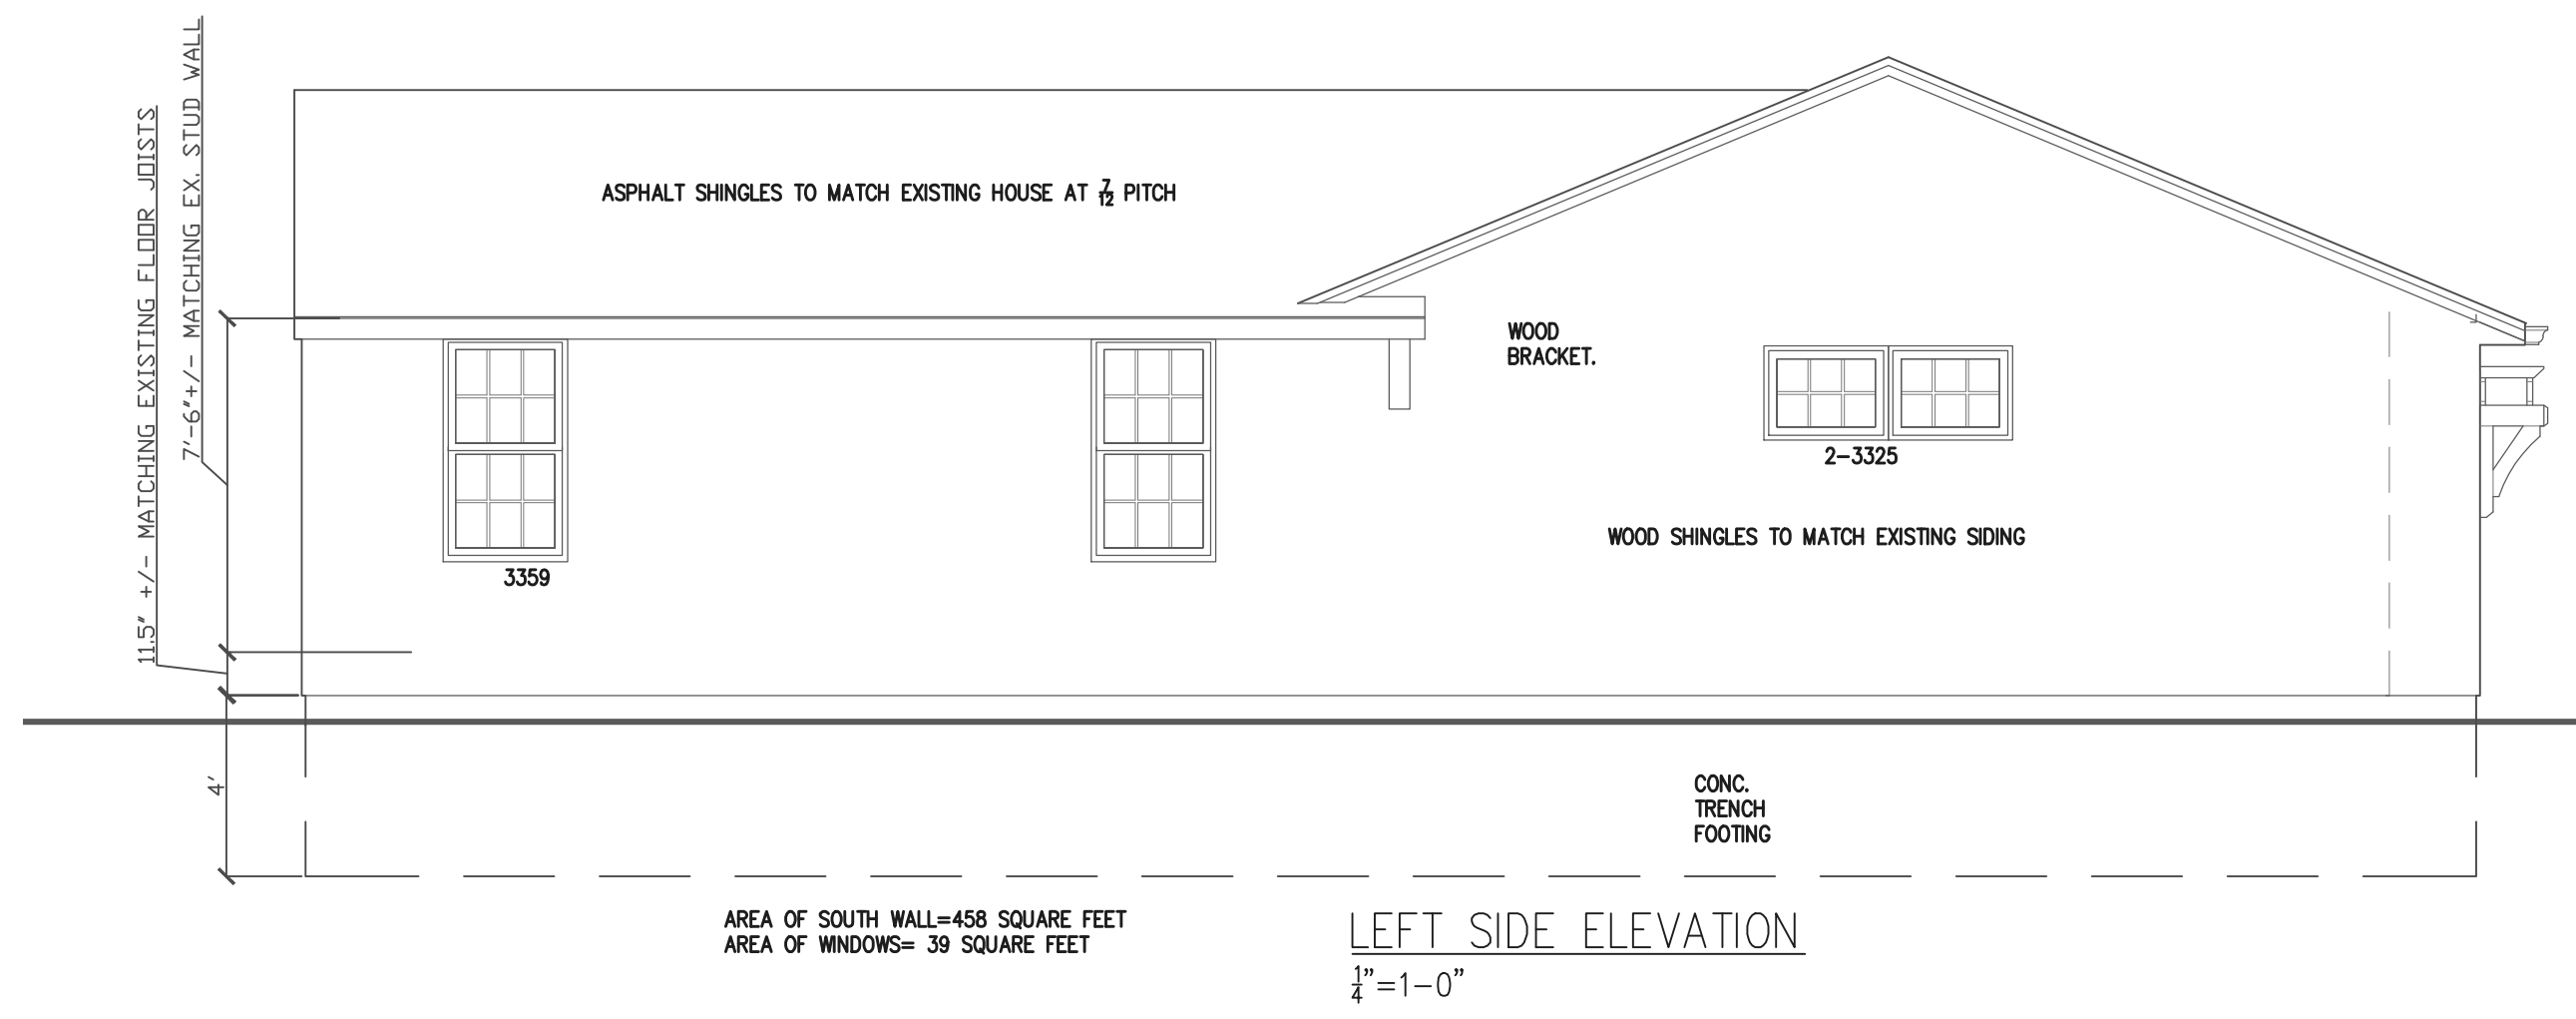 11.5" +/- MATCHING EXISTING FLOOR JOISTS
7'-6"+/- MATCHING EX. STUD WALL
ASPHALT SHINGLES TO MATCH EXISTING HOUSE AT 7/12 PITCH
WOOD
BRACKET.
2-3325
WOOD SHINGLES TO MATCH EXISTING SIDING
3359
4'
CONC.
TRENCH
FOOTING
AREA OF SOUTH WALL=458 SQUARE FEET
AREA OF WINDOWS= 39 SQUARE FEET
LEFT SIDE ELEVATION
1/4"=1-0"